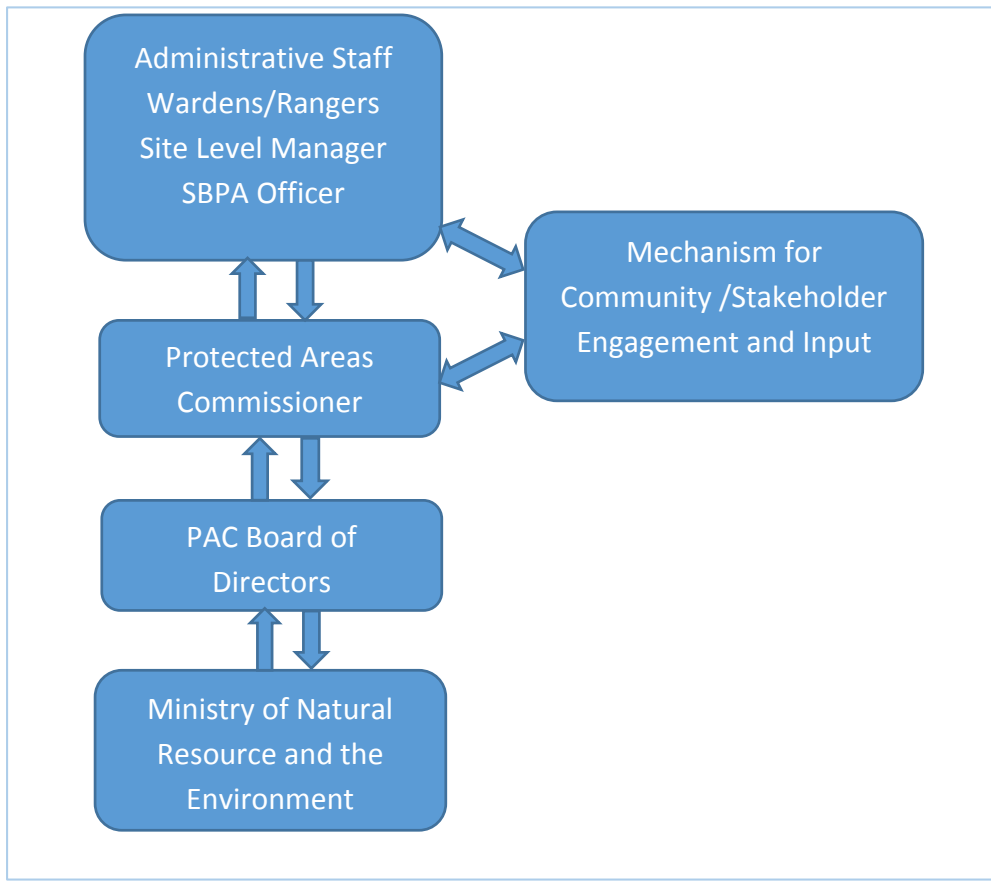 Administrative Staff
Wardens/Rangers
Site Level Manager
SBPA Officer
Mechanism for
Community /Stakeholder
Engagement and Input
Protected Areas
Commissioner
PAC Board of
Directors
Ministry of Natural
Resource and the
Environment